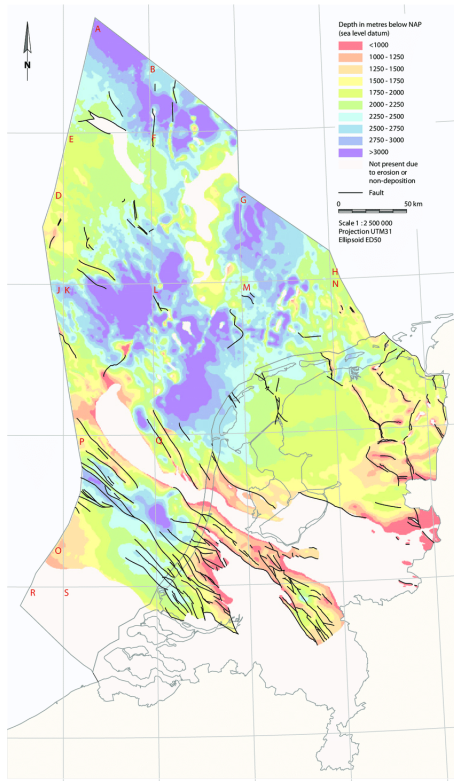 Depth in metres below NAP
(sea level datum)
<1000
1000 - 1250
1250 - 1500
1500 - 1750
1750 - 2000
2000 - 2250
2250 - 2500
2500 - 2750
2750 - 3000
>3000
Not present due
to erosion or
non-deposition
Fault
0 50 km
Scale 1 : 2 500 000
Projection UTM31
Ellipsoid ED50
N
A
B
E
F
D
G
H
J K
L
M
N
P
Q
O
R
S